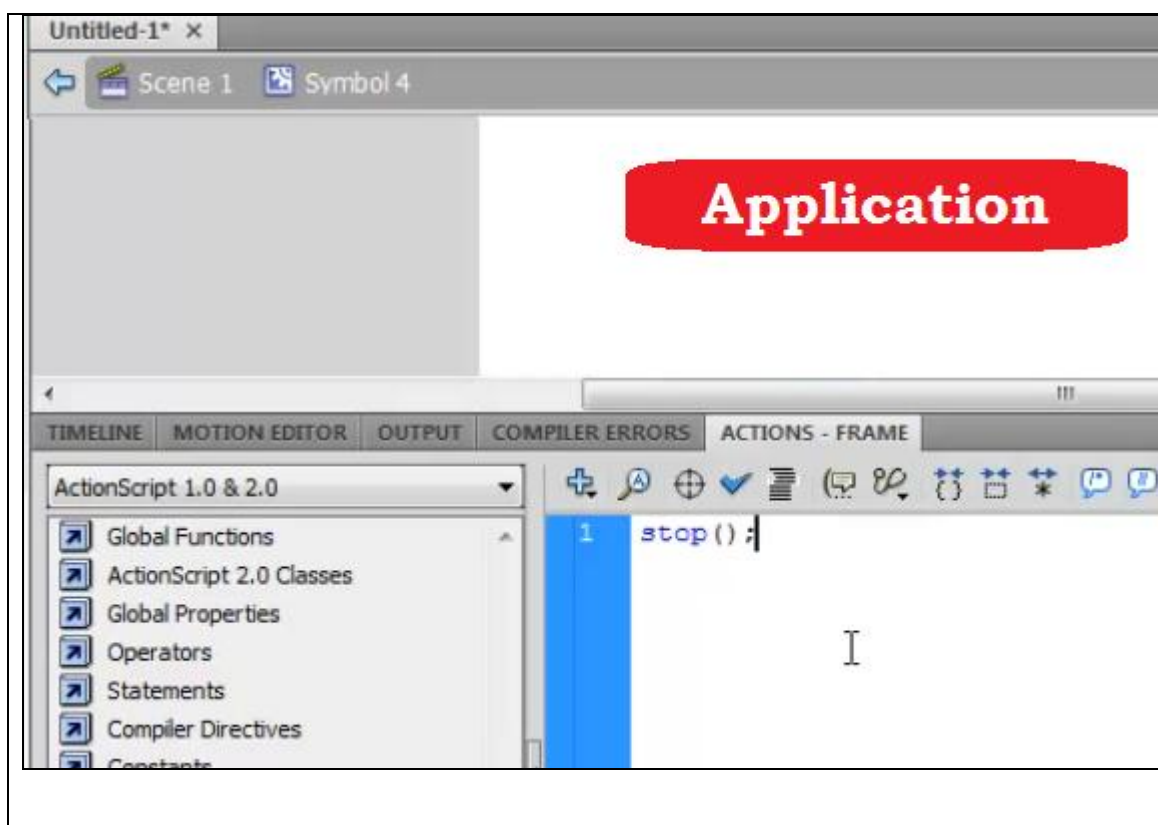 Untitled-1* ×
Scene 1 Symbol 4
Application
TIMELINE MOTION EDITOR OUTPUT COMPILER ERRORS ACTIONS - FRAME
ActionScript 1.0 & 2.0
1 stop();
Global Functions
ActionScript 2.0 Classes
Global Properties
Operators
Statements
Compiler Directives
Constants